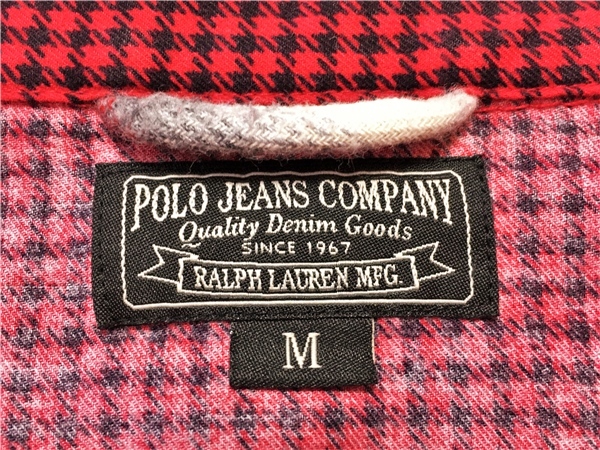 POLO JEANS COMPANY
Quality Denim Goods
SINCE 1967
RALPH LAUREN MFG.
M